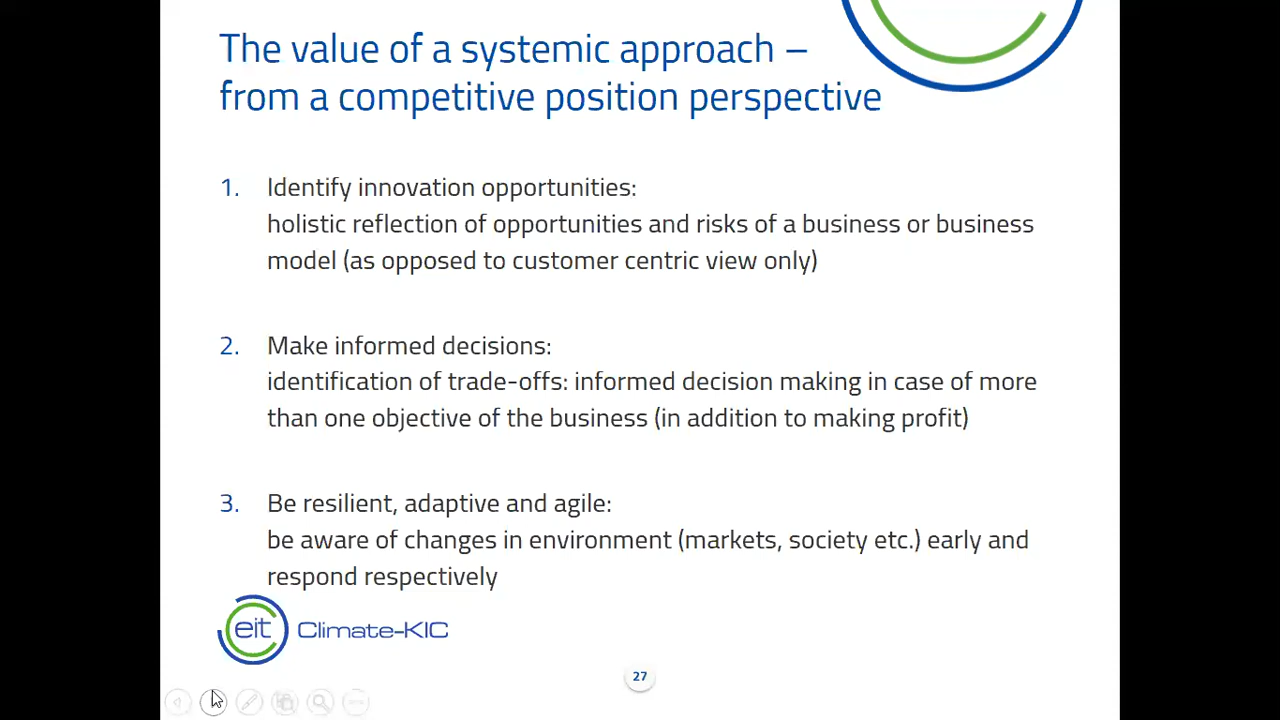 The value of a systemic approach –
from a competitive position perspective
1. Identify innovation opportunities:
holistic reflection of opportunities and risks of a business or business
model (as opposed to customer centric view only)
2. Make informed decisions:
identification of trade-offs: informed decision making in case of more
than one objective of the business (in addition to making profit)
3. Be resilient, adaptive and agile:
be aware of changes in environment (markets, society etc.) early and
respond respectively
eit Climate-KIC
27